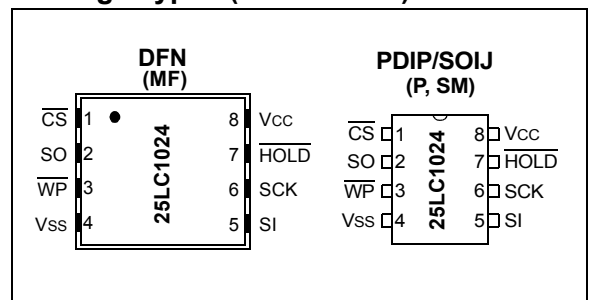 DFN
(MF)
CS 1 8 Vcc
SO 2 7 HOLD
WP 3 6 SCK
Vss 4 5 SI
25LC1024
PDIP/SOIJ
(P, SM)
CS 1 8 Vcc
SO 2 7 HOLD
WP 3 6 SCK
Vss 4 5 SI
25LC1024